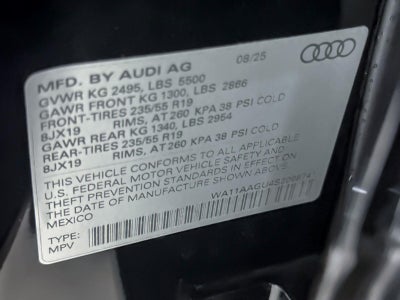 MFD. BY AUDI AG 08/25
GVWR KG 2495, LBS 5500
GAWR FRONT KG 1300, LBS 2866
FRONT-TIRES 235/55 R19
8JX19 RIMS, AT 260 KPA 38 PSI COLD
GAWR REAR KG 1340, LBS 2954
REAR-TIRES 235/55 R19
8JX19 RIMS, AT 260 KPA 38 PSI COLD
THIS VEHICLE CONFORMS TO ALL APPLICABLE
U.S. FEDERAL MOTOR VEHICLE SAFETY AND
THEFT PREVENTION STANDARDS IN EFFECT ON
THE DATE OF MANUFACTURE SHOWN ABOVE.
MEXICO
TYPE:
MPV